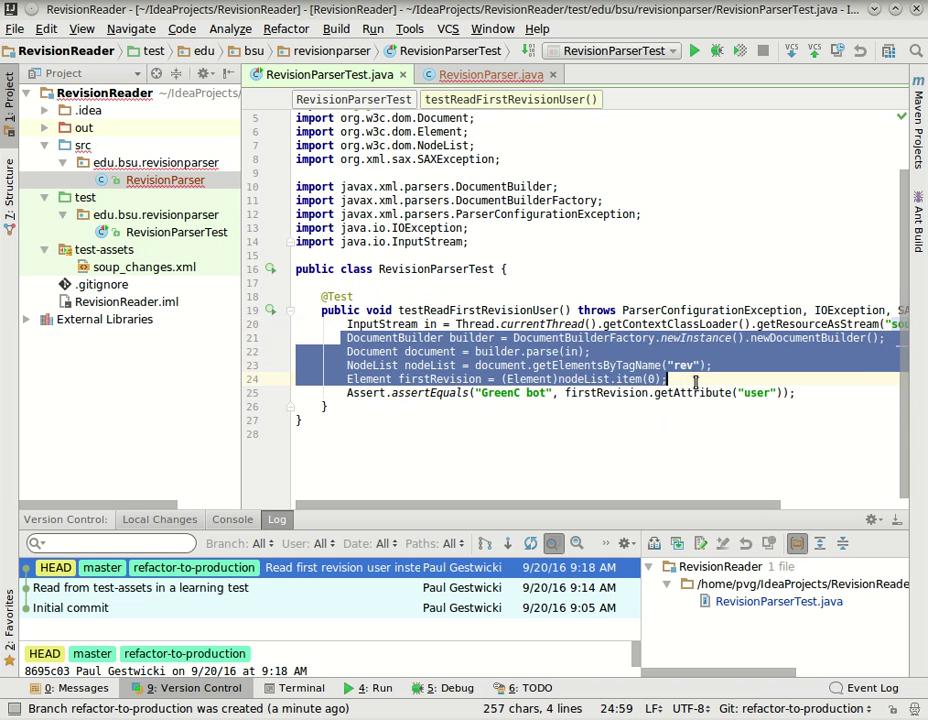 RevisionReader - [~/IdeaProjects/RevisionReader] - [RevisionReader] - ~/IdeaProjects/RevisionReader/test/edu/bsu/revisionparser/RevisionParserTest.java - I...
File Edit View Navigate Code Analyze Refactor Build Run Tools VCS Window Help
RevisionReader test edu bsu revisionparser RevisionParserTest RevisionParserTest VCS VCS
Project RevisionParserTest.java RevisionParser.java
RevisionReader ~/IdeaProjects/ RevisionParserTest testReadFirstRevisionUser()
.idea
out
src
edu.bsu.revisionparser
RevisionParser
test
edu.bsu.revisionparser
RevisionParserTest
test-assets
soup_changes.xml
.gitignore
RevisionReader.iml
External Libraries
5 import org.w3c.dom.Document;
6 import org.w3c.dom.Element;
7 import org.w3c.dom.NodeList;
8 import org.xml.sax.SAXException;
9
10 import javax.xml.parsers.DocumentBuilder;
11 import javax.xml.parsers.DocumentBuilderFactory;
12 import javax.xml.parsers.ParserConfigurationException;
13 import java.io.IOException;
14 import java.io.InputStream;
15
16 public class RevisionParserTest {
17
18 @Test
19 public void testReadFirstRevisionUser() throws ParserConfigurationException, IOException, SA
20 InputStream in = Thread.currentThread().getContextClassLoader().getResourceAsStream("so
21 DocumentBuilder builder = DocumentBuilderFactory.newInstance().newDocumentBuilder();
22 Document document = builder.parse(in);
23 NodeList nodeList = document.getElementsByTagName("rev");
24 Element firstRevision = (Element)nodeList.item(0);
25 Assert.assertEquals("GreenC bot", firstRevision.getAttribute("user"));
26 }
27 }
28
1: Project
7: Structure
2: Favorites
Maven Projects
Ant Build
Version Control: Local Changes Console Log
Branch: All User: All Date: All Paths: All
HEAD master refactor-to-production Read first revision user inste Paul Gestwicki 9/20/16 9:18 AM
Read from test-assets in a learning test Paul Gestwicki 9/20/16 9:14 AM
Initial commit Paul Gestwicki 9/20/16 9:05 AM
RevisionReader 1 file
/home/pvg/IdeaProjects/RevisionReade
RevisionParserTest.java
HEAD master refactor-to-production
8695c03 Paul Gestwicki on 9/20/16 at 9:18 AM
0: Messages 9: Version Control Terminal 4: Run 5: Debug 6: TODO Event Log
Branch refactor-to-production was created (a minute ago) 257 chars, 4 lines 24:59 LF UTF-8 Git: refactor-to-production